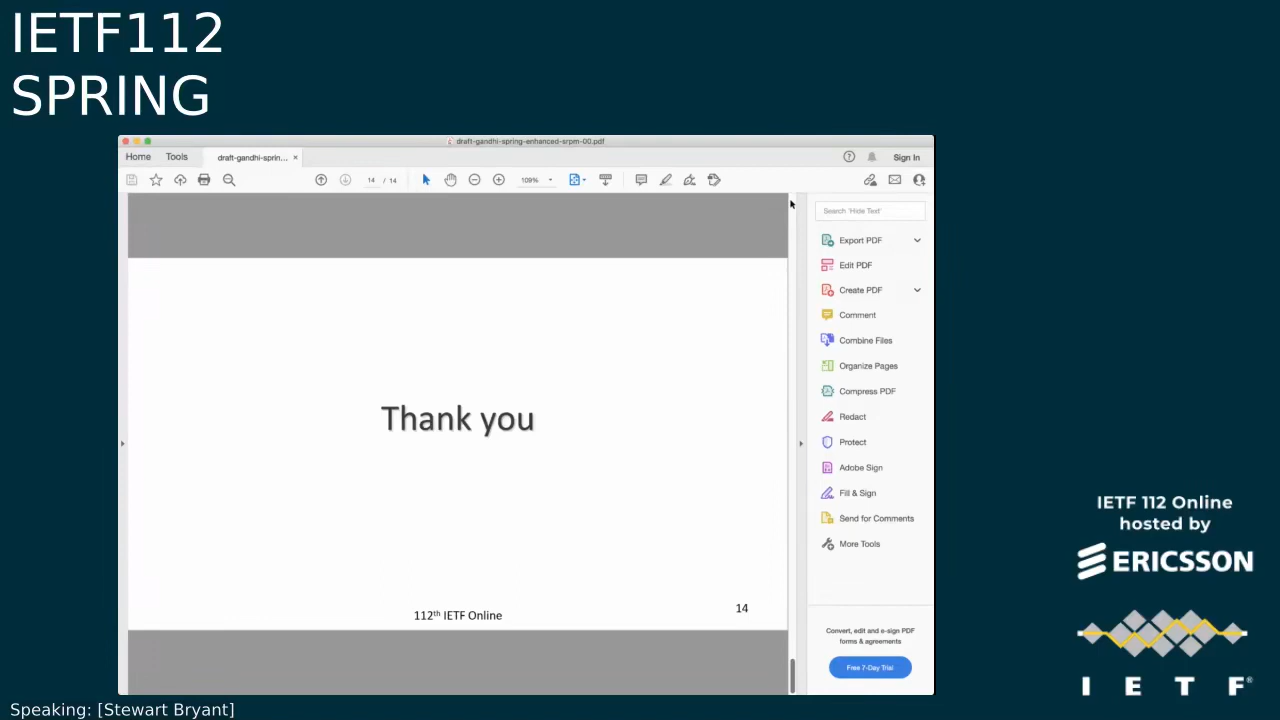 IETF112
SPRING
draft-gandhi-spring-enhanced-srpm-00.pdf
Home
Tools
draft-gandhi-sprin...
Sign In
14 / 14
109%
Search 'Hide Text'
Export PDF
Edit PDF
Create PDF
Comment
Combine Files
Organize Pages
Compress PDF
Redact
Protect
Adobe Sign
Fill & Sign
Send for Comments
More Tools
Convert, edit and e-sign PDF
forms & agreements
Free 7-Day Trial
Thank you
112th IETF Online
14
IETF 112 Online
hosted by
ERICSSON
I E T F®
Speaking: [Stewart Bryant]